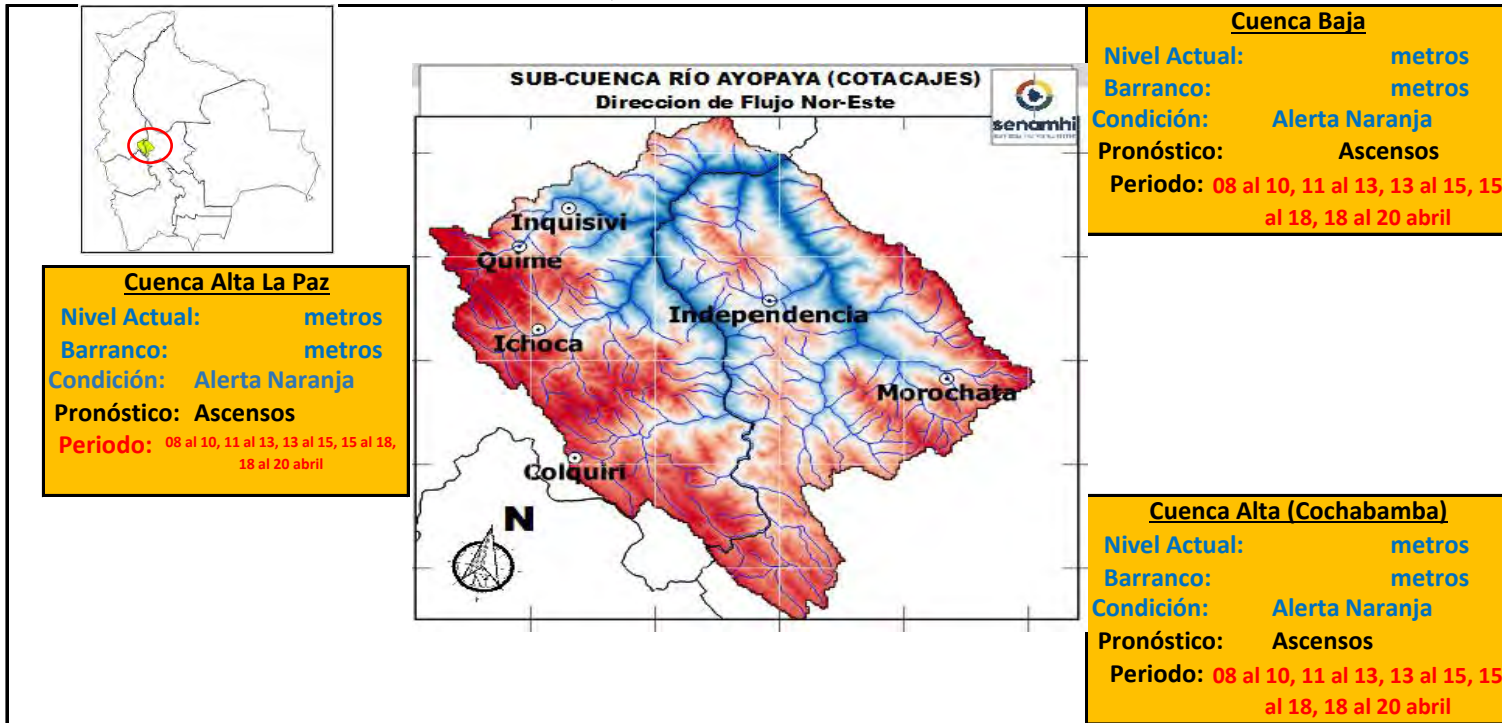 SUB-CUENCA RÍO AYOPAYA (COTACAJES)
Direccion de Flujo Nor-Este
senamhi
Inquisivi
Quime
Independencia
Ichoca
Morochata
Colquiri
N
Cuenca Alta La Paz
Nivel Actual: metros
Barranco: metros
Condición: Alerta Naranja
Pronóstico: Ascensos
Periodo: 08 al 10, 11 al 13, 13 al 15, 15 al 18,
18 al 20 abril
Cuenca Baja
Nivel Actual: metros
Barranco: metros
Condición: Alerta Naranja
Pronóstico: Ascensos
Periodo: 08 al 10, 11 al 13, 13 al 15, 15
al 18, 18 al 20 abril
Cuenca Alta (Cochabamba)
Nivel Actual: metros
Barranco: metros
Condición: Alerta Naranja
Pronóstico: Ascensos
Periodo: 08 al 10, 11 al 13, 13 al 15, 15
al 18, 18 al 20 abril